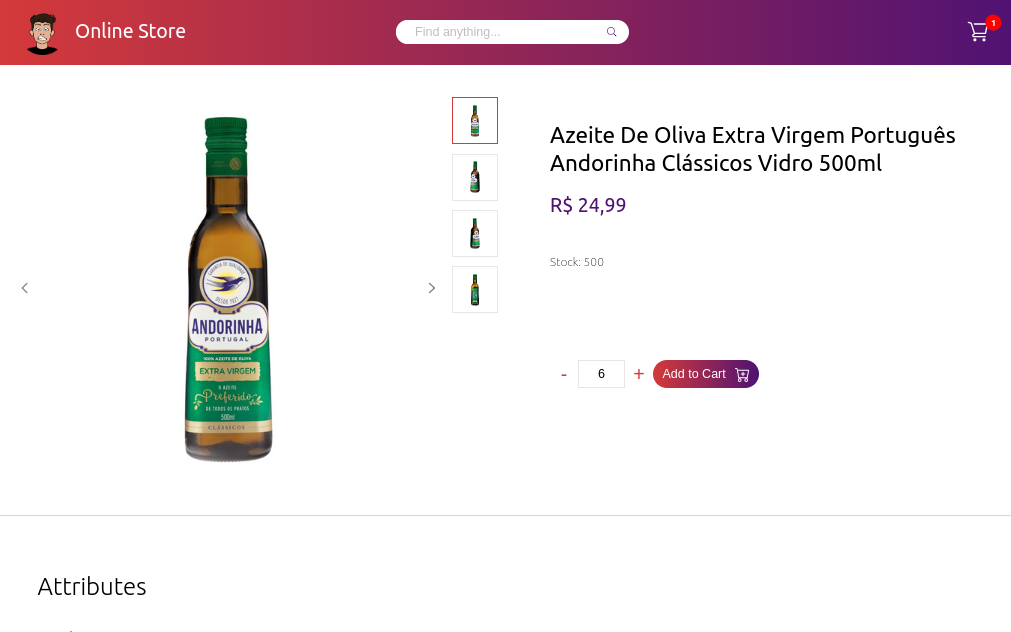 Online Store
Find anything...
1
Azeite De Oliva Extra Virgem Português
Andorinha Clássicos Vidro 500ml
R$ 24,99
Stock: 500
- 6 + Add to Cart
DESDE 1927
ANDORINHA
PORTUGAL
100% AZEITE DE OLIVA
EXTRA VIRGEM
O AZEITE
Preferido
DE TODOS OS PRATOS
500ml
CLÁSSICOS
Attributes